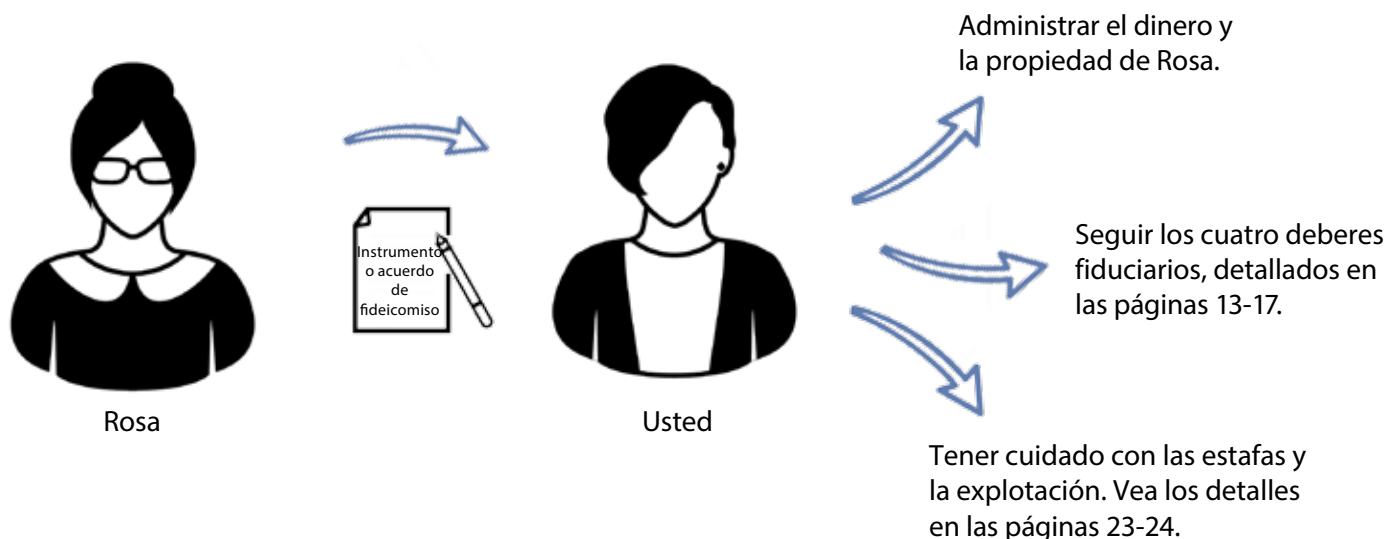 Administrar el dinero y
la propiedad de Rosa.
Instrumento
o acuerdo
de
fideicomiso
Seguir los cuatro deberes
fiduciarios, detallados en
las páginas 13-17.
Rosa
Usted
Tener cuidado con las estafas y
la explotación. Vea los detalles
en las páginas 23-24.